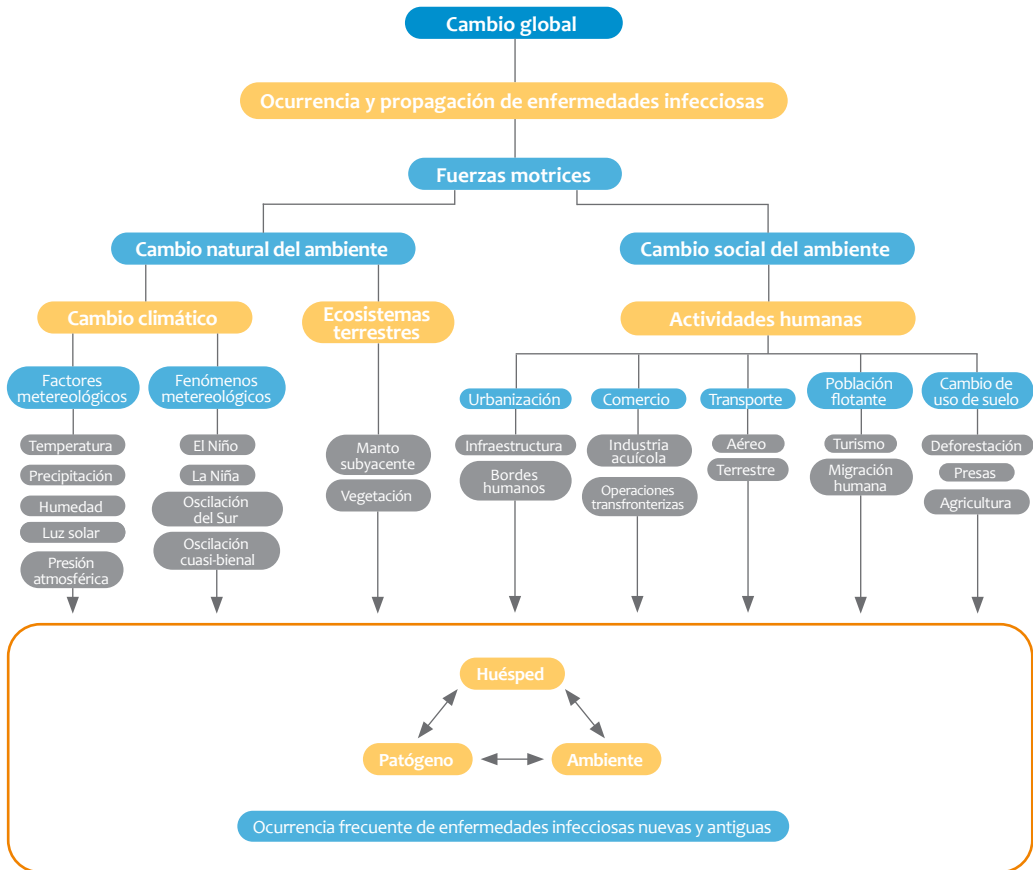 Cambio global
Ocurrencia y propagación de enfermedades infecciosas
Fuerzas motrices
Cambio natural del ambiente
Cambio social del ambiente
Cambio climático
Ecosistemas
terrestres
Actividades humanas
Factores
metereológicos
Fenómenos
metereológicos
Urbanización
Comercio
Transporte
Población
flotante
Cambio de
uso de suelo
Temperatura
Precipitación
Humedad
Luz solar
Presión
atmosférica
El Niño
La Niña
Oscilación
del Sur
Oscilación
cuasi-bienal
Manto
subyacente
Vegetación
Infraestructura
Bordes
humanos
Industria
acuícola
Operaciones
transfronterizas
Aéreo
Terrestre
Turismo
Migración
humana
Deforestación
Presas
Agricultura
Huésped
Patógeno
Ambiente
Ocurrencia frecuente de enfermedades infecciosas nuevas y antiguas